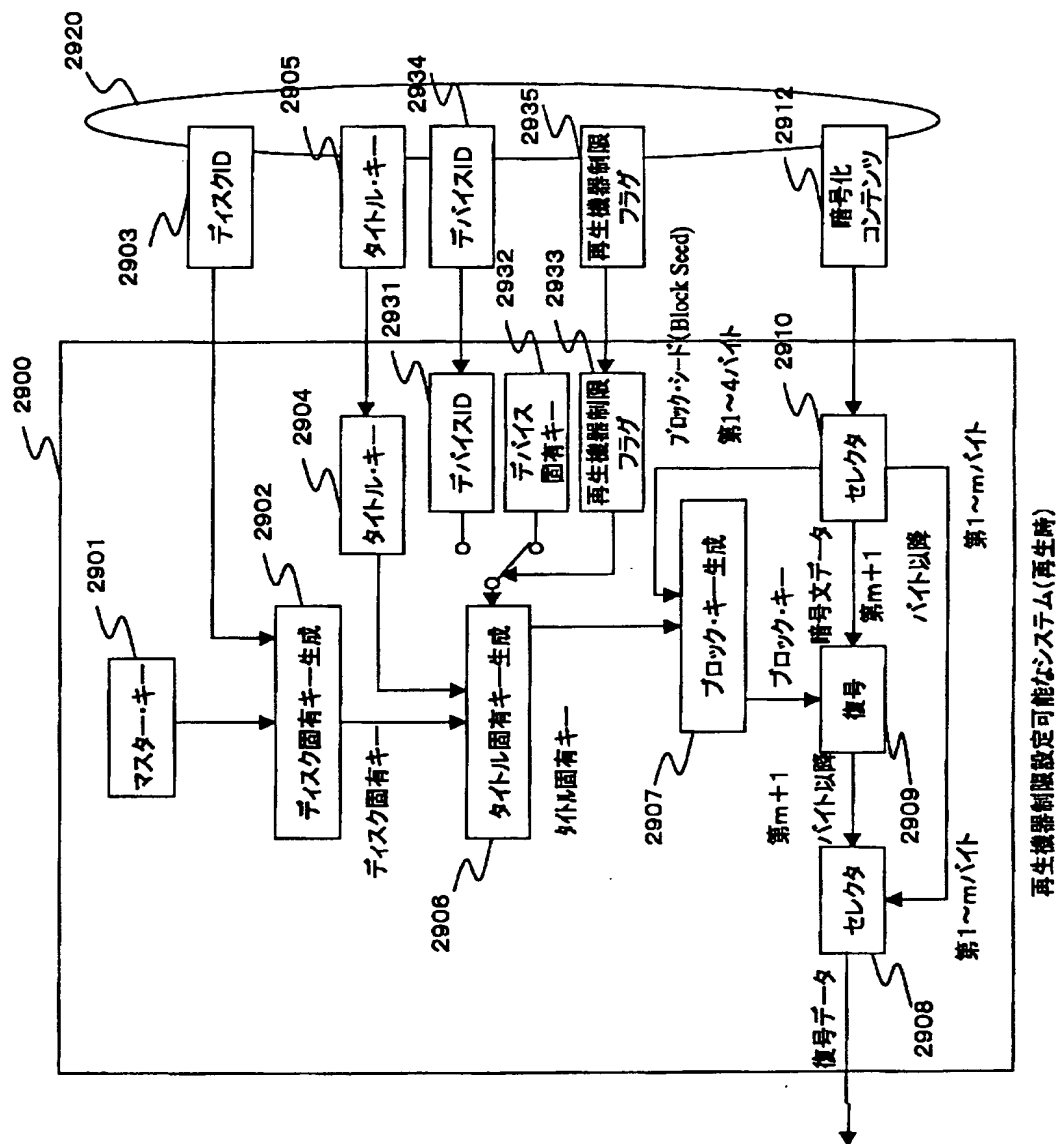 2900
2901
マスター・キー
2902
ディスク固有キー生成
ディスク固有キー
2903
ディスクID
2920
2904
タイトル・キー
2905
タイトル・キー
2906
タイトル固有キー生成
タイトル固有キー
2931
デバイスID
2934
デバイスID
2932
デバイス
固有キー
2933
再生機器制限
フラグ
2935
再生機器制限
フラグ
ブロック・シード(Block Seed)
第1~4バイト
2907
ブロック・キー生成
ブロック・キー
2910
セレクタ
2912
暗号化
コンテンツ
暗号文データ
第m+1
バイト以降
第1~mバイト
復号
2909
第m+1
バイト以降
セレクタ
2908
第1~mバイト
復号データ
再生機器制限設定可能なシステム(再生時)